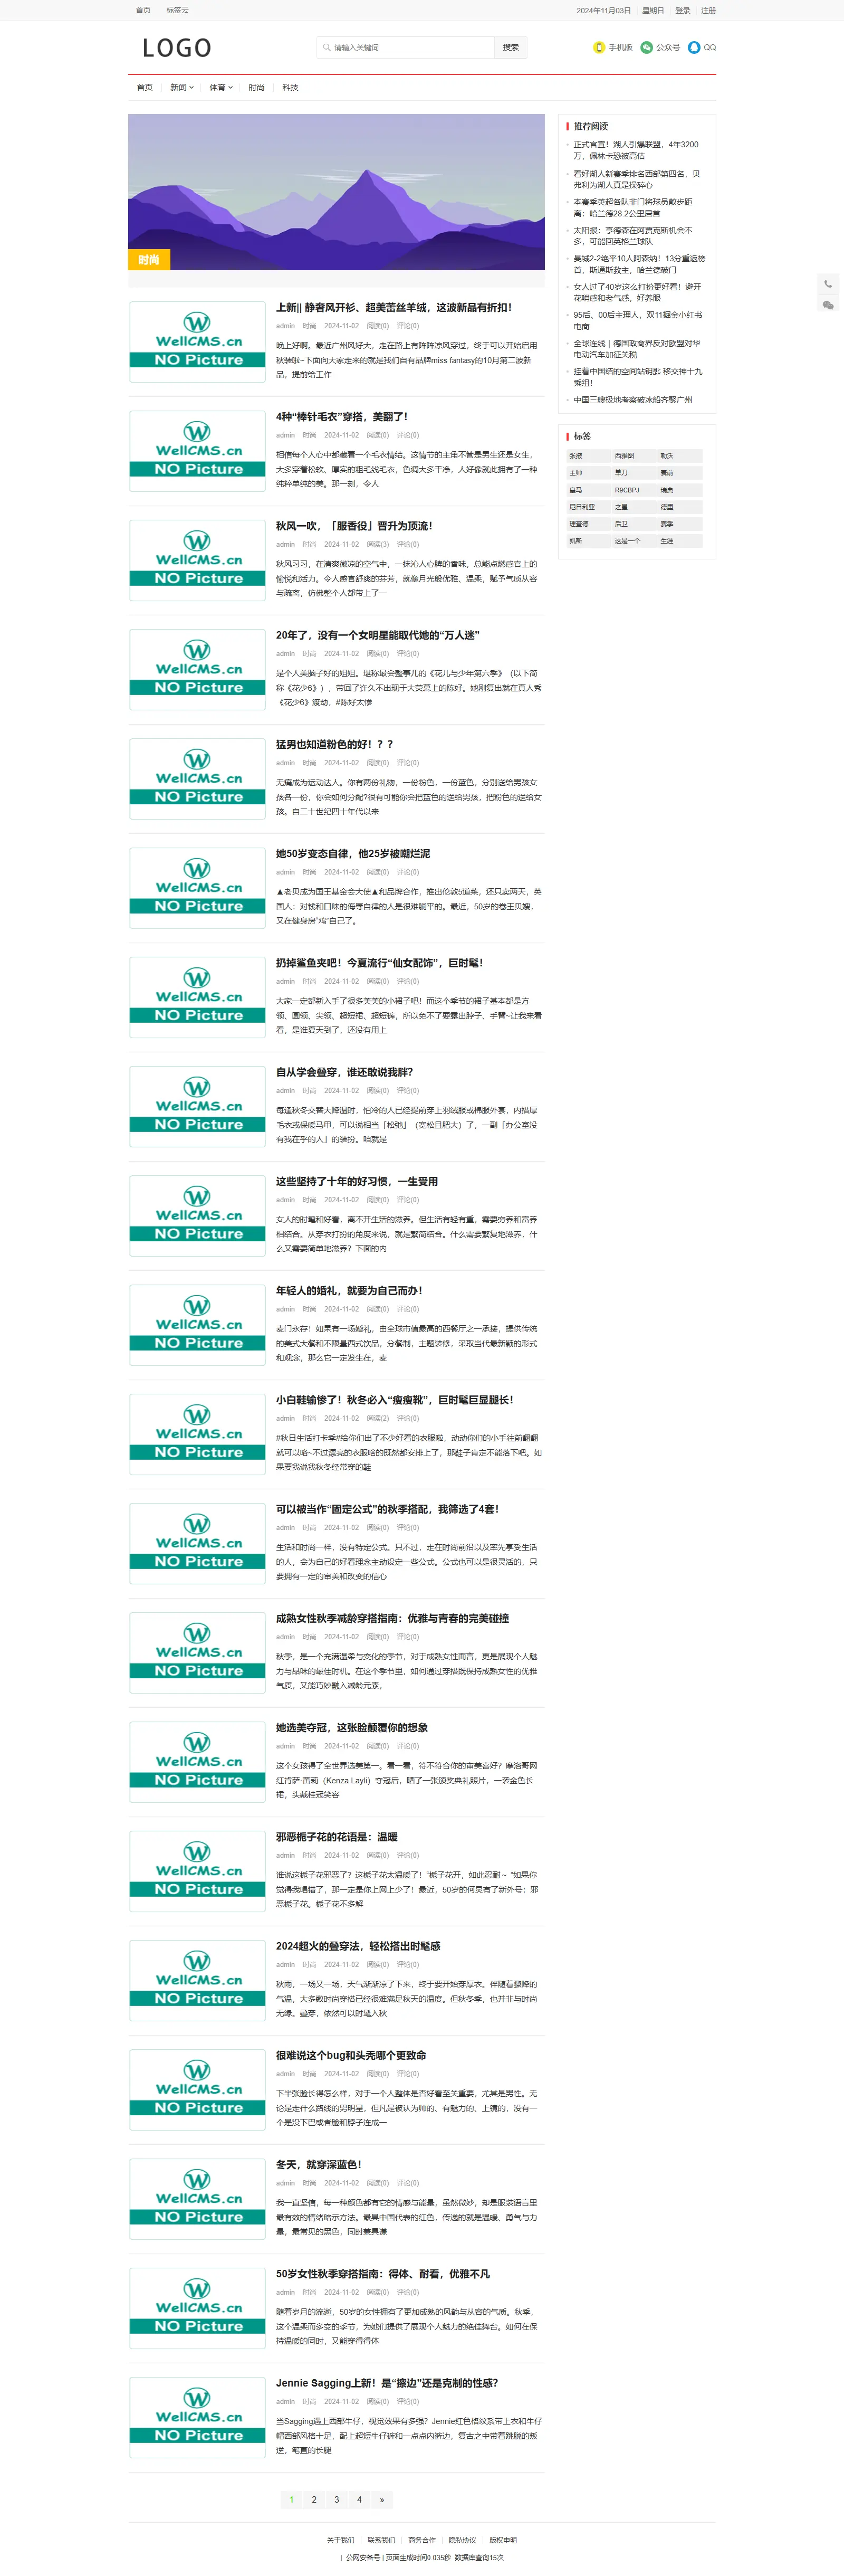 首页 标签云 2024年11月03日 星期日 登录 注册
LOGO 请输入关键词 搜索 手机版 公众号 QQ
首页 新闻 体育 时尚 科技
时尚
上新|| 静奢风开衫、超美蕾丝羊绒，这波新品有折扣！
admin 时尚 2024-11-02 阅读(0) 评论(0)
晚上好啊。最近广州风好大，走在路上有阵阵凉风穿过，终于可以开始启用
秋装啦~下面向大家走来的就是我们自有品牌miss fantasy的10月第二波新
品，提前给工作
4种“棒针毛衣”穿搭，美翻了！
admin 时尚 2024-11-02 阅读(0) 评论(0)
相信每个人心中都藏着一个毛衣情结。这情节的主角不管是男生还是女生，
大多穿着松软、厚实的粗毛线毛衣，色调大多干净，人好像就此拥有了一种
纯粹单纯的美。那一刻，令人
秋风一吹，「服香役」晋升为顶流！
admin 时尚 2024-11-02 阅读(3) 评论(0)
秋风习习，在清爽微凉的空气中，一抹沁人心脾的香味，总能点燃感官上的
愉悦和活力。令人感官舒爽的芬芳，就像月光般优雅、温柔，赋予气质从容
与疏离，仿佛整个人都带上了一
20年了，没有一个女明星能取代她的“万人迷”
admin 时尚 2024-11-02 阅读(0) 评论(0)
是个人美脑子好的姐姐。堪称最会整事儿的《花儿与少年第六季》（以下简
称《花少6》），带回了许久不出现于大荧幕上的陈好。她刚复出就在真人秀
《花少6》渡劫，#陈好太惨
猛男也知道粉色的好！？？
admin 时尚 2024-11-02 阅读(0) 评论(0)
无痛成为运动达人。你有两份礼物，一份粉色，一份蓝色，分别送给男孩女
孩各一份，你会如何分配?很有可能你会把蓝色的送给男孩，把粉色的送给女
孩。自二十世纪四十年代以来
她50岁变态自律，他25岁被嘲烂泥
admin 时尚 2024-11-02 阅读(0) 评论(0)
▲老贝成为国王基金会大使▲和品牌合作，推出伦敦5道菜，还只卖两天，英
国人：对钱和口味的侮辱自律的人是很难躺平的。最近，50岁的卷王贝嫂，
又在健身房“鸡”自己了。
扔掉鲨鱼夹吧！今夏流行“仙女配饰”，巨时髦！
admin 时尚 2024-11-02 阅读(0) 评论(0)
大家一定都新入手了很多美美的小裙子吧！而这个季节的裙子基本都是方
领、圆领、尖领、超短裙、超短裤，所以免不了要露出脖子、手臂~让我来看
看，是谁夏天到了，还没有用上
自从学会叠穿，谁还敢说我胖？
admin 时尚 2024-11-02 阅读(0) 评论(0)
每逢秋冬交替大降温时，怕冷的人已经提前穿上羽绒服或棉服外套，内搭厚
毛衣或保暖马甲，可以说相当「松弛」（宽松且肥大）了，一副「办公室没
有我在乎的人」的装扮。咱就是
这些坚持了十年的好习惯，一生受用
admin 时尚 2024-11-02 阅读(0) 评论(0)
女人的时髦和好看，离不开生活的滋养。但生活有轻有重，需要穷养和富养
相结合。从穿衣打扮的角度来说，就是繁简结合。什么需要繁复地滋养，什
么又需要简单地滋养？下面的内
年轻人的婚礼，就要为自己而办！
admin 时尚 2024-11-02 阅读(0) 评论(0)
麦门永存！如果有一场婚礼，由全球市值最高的西餐厅之一承接，提供传统
的美式大餐和不限量西式饮品，分餐制，主题装修，采取当代最新颖的形式
和观念，那么它一定发生在，麦
小白鞋输惨了！秋冬必入“瘦瘦靴”，巨时髦巨显腿长！
admin 时尚 2024-11-02 阅读(2) 评论(0)
#秋日生活打卡季#给你们出了不少好看的衣服啦，动动你们的小手往前翻翻
就可以咯~不过漂亮的衣服啥的既然都安排上了，那鞋子肯定不能落下吧。如
果要我说我秋冬经常穿的鞋
可以被当作“固定公式”的秋季搭配，我筛选了4套！
admin 时尚 2024-11-02 阅读(0) 评论(0)
生活和时尚一样，没有特定公式。只不过，走在时尚前沿以及率先享受生活
的人，会为自己的好看理念主动设定一些公式。公式也可以是很灵活的，只
要拥有一定的审美和改变的信心
成熟女性秋季减龄穿搭指南：优雅与青春的完美碰撞
admin 时尚 2024-11-02 阅读(0) 评论(0)
秋季，是一个充满温柔与变化的季节，对于成熟女性而言，更是展现个人魅
力与品味的最佳时机。在这个季节里，如何通过穿搭既保持成熟女性的优雅
气质，又能巧妙融入减龄元素，
她选美夺冠，这张脸颠覆你的想象
admin 时尚 2024-11-02 阅读(0) 评论(0)
这个女孩得了全世界选美第一。看一看，符不符合你的审美喜好？摩洛哥网
红肯萨·蕾莉（Kenza Layli）夺冠后，晒了一张颁奖典礼照片，一袭金色长
裙，头戴桂冠笑容
邪恶栀子花的花语是：温暖
admin 时尚 2024-11-02 阅读(0) 评论(0)
谁说这栀子花邪恶了？这栀子花太温暖了！“栀子花开，如此忍耐～ ”如果你
觉得我唱错了，那一定是你上网上少了！最近，50岁的何炅有了新外号：邪
恶栀子花。栀子花不多解
2024超火的叠穿法，轻松搭出时髦感
admin 时尚 2024-11-02 阅读(0) 评论(0)
秋雨，一场又一场，天气渐渐凉了下来，终于要开始穿厚衣。伴随着骤降的
气温，大多数时尚穿搭已经很难满足秋天的温度。但秋冬季，也并非与时尚
无缘。叠穿，依然可以时髦入秋
很难说这个bug和头秃哪个更致命
admin 时尚 2024-11-02 阅读(0) 评论(0)
下半张脸长得怎么样，对于一个人整体是否好看至关重要，尤其是男性。无
论是走什么路线的男明星，但凡是被认为帅的、有魅力的、上镜的，没有一
个是没下巴或者脸和脖子连成一
冬天，就穿深蓝色！
admin 时尚 2024-11-02 阅读(0) 评论(0)
我一直坚信，每一种颜色都有它的情感与能量，虽然微妙，却是服装语言里
最有效的情绪暗示方法。最具中国代表的红色，传递的就是温暖、勇气与力
量，最常见的黑色，同时兼具谦
50岁女性秋季穿搭指南：得体、耐看，优雅不凡
admin 时尚 2024-11-02 阅读(0) 评论(0)
随着岁月的流逝，50岁的女性拥有了更加成熟的风韵与从容的气质。秋季，
这个温柔而多变的季节，为她们提供了展现个人魅力的绝佳舞台。如何在保
持温暖的同时，又能穿得得体
Jennie Sagging上新！是“擦边”还是克制的性感？
admin 时尚 2024-11-02 阅读(0) 评论(0)
当Sagging遇上西部牛仔，视觉效果有多强？Jennie红色格纹系带上衣和牛仔
帽西部风格十足，配上超短牛仔裤和一点点内裤边，复古之中带着跳脱的叛
逆，笔直的长腿
1 2 3 4 »
推荐阅读
正式官宣！湖人引爆联盟，4年3200
万，佩林卡恐被高估
看好湖人新赛季排名西部第四名，贝
弗利为湖人真是操碎心
本赛季英超各队非门将球员散步距
离：哈兰德28.2公里居首
太阳报：亨德森在阿贾克斯机会不
多，可能回英格兰球队
曼城2-2绝平10人阿森纳！13分重返榜
首，斯通斯救主，哈兰德破门
女人过了40岁这么打扮更好看！避开
花哨感和老气感，好养眼
95后、00后主理人，双11掘金小红书
电商
全球连线｜德国政商界反对欧盟对华
电动汽车加征关税
挂着中国结的空间站钥匙 移交神十九
乘组！
中国三艘极地考察破冰船齐聚广州
标签
张掖 西雅图 勒沃
主帅 单刀 赛前
皇马 R9CBPJ 瑞典
尼日利亚 之星 德里
理查德 后卫 赛季
凯斯 这是一个 生涯
WellCMS.cn
NO Picture
关于我们 联系我们 商务合作 隐私协议 版权申明
| 公网安备号 | 页面生成时间0.035秒 数据库查询15次